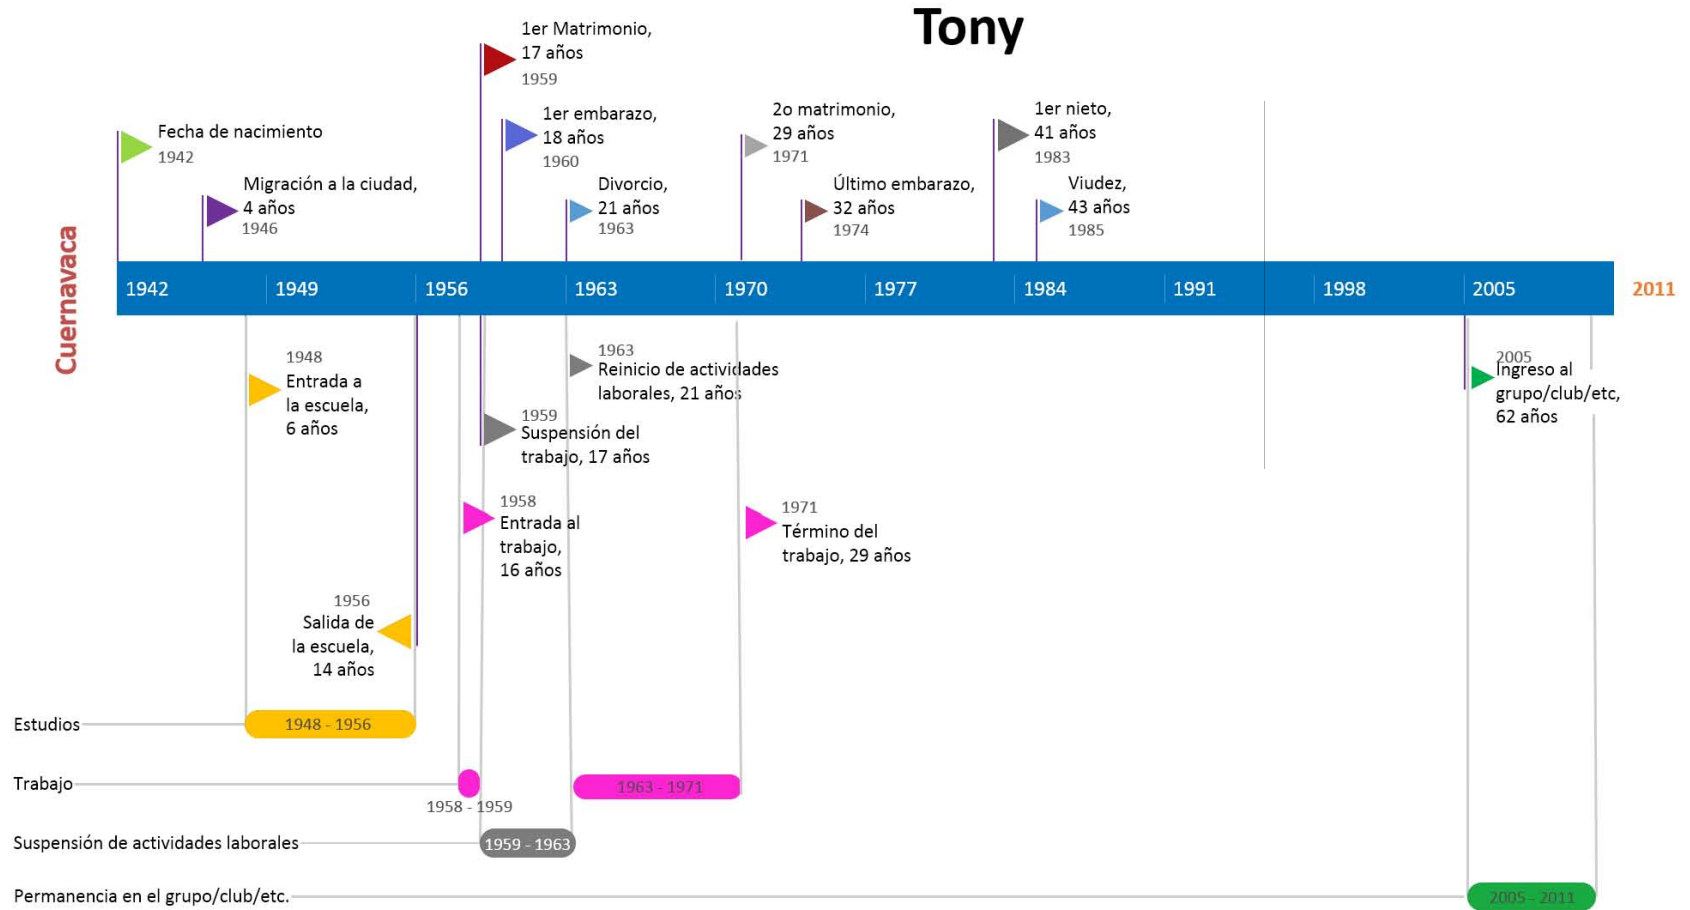 Tony
1er Matrimonio,
17 años
1959
1er embarazo,
18 años
1960
2o matrimonio,
29 años
1971
1er nieto,
41 años
1983
Fecha de nacimiento
1942
Migración a la ciudad,
4 años
1946
Divorcio,
21 años
1963
Último embarazo,
32 años
1974
Viudez,
43 años
1985
Cuernavaca
1942 1949 1956 1963 1970 1977 1984 1991 1998 2005 2011
1948
Entrada a
la escuela,
6 años
1963
Reinicio de actividades
laborales, 21 años
2005
Ingreso al
grupo/club/etc,
62 años
1959
Suspensión del
trabajo, 17 años
1958
Entrada al
trabajo,
16 años
1971
Término del
trabajo, 29 años
1956
Salida de
la escuela,
14 años
Estudios
1948 - 1956
Trabajo
1958 - 1959
1963 - 1971
Suspensión de actividades laborales
1959 - 1963
Permanencia en el grupo/club/etc.
2005 - 2011